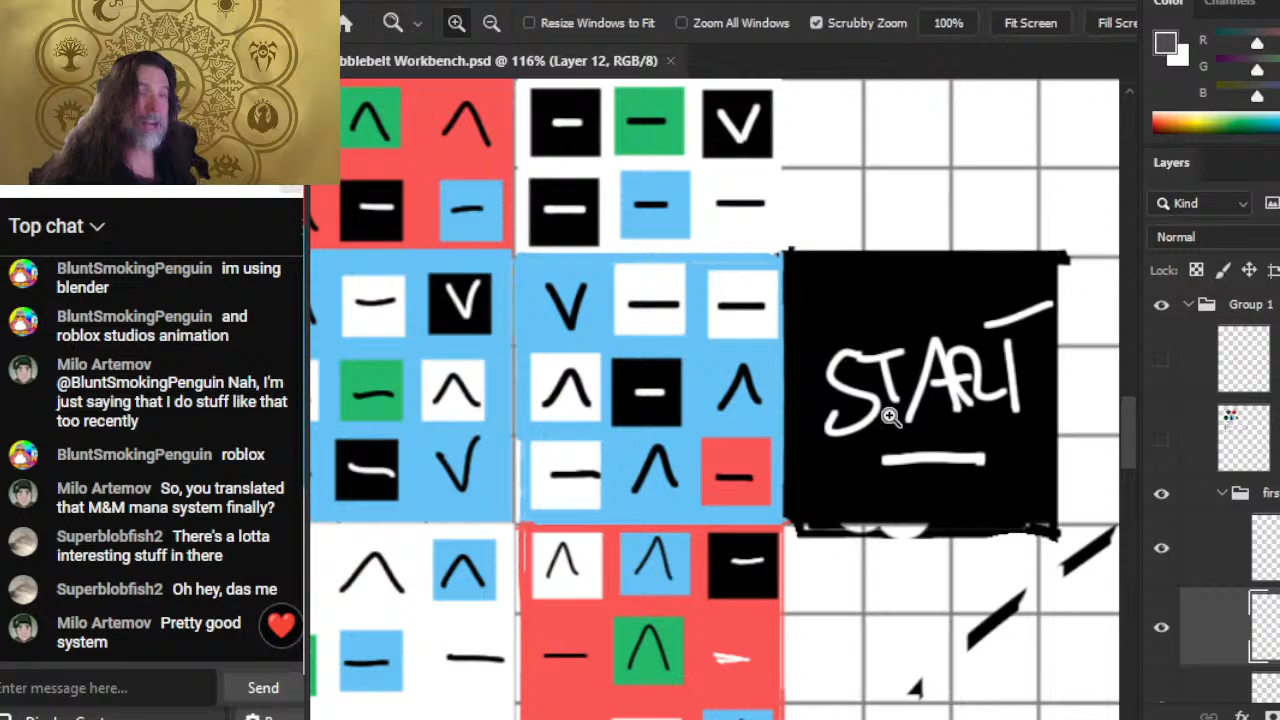 Resize Windows to Fit
Zoom All Windows
Scrubby Zoom
100%
Fit Screen
Fill Scre
Color
Channels
bblebelt Workbench.psd @ 116% (Layer 12, RGB/8)
R
G
B
Layers
Kind
Normal
Lock:
Group 1
firs
fx
START
Top chat
BluntSmokingPenguin im using
blender
BluntSmokingPenguin and
roblox studios animation
Milo Artemov
@BluntSmokingPenguin Nah, I'm
just saying that I do stuff like that
too recently
BluntSmokingPenguin roblox
Milo Artemov So, you translated
that M&M mana system finally?
Superblobfish2 There's a lotta
interesting stuff in there
Superblobfish2 Oh hey, das me
Milo Artemov Pretty good
system
Enter message here...
Send